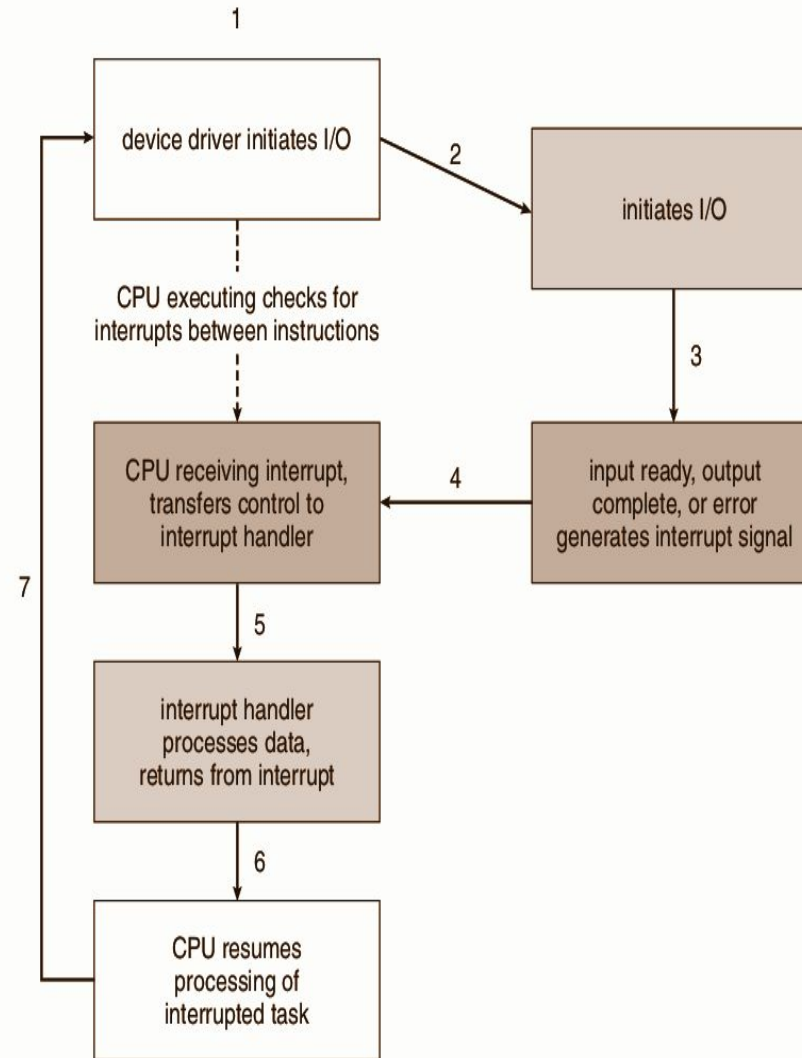 1
device driver initiates I/O
2
initiates I/O
CPU executing checks for
interrupts between instructions
3
CPU receiving interrupt,
transfers control to
interrupt handler
4
input ready, output
complete, or error
generates interrupt signal
7
5
interrupt handler
processes data,
returns from interrupt
6
CPU resumes
processing of
interrupted task